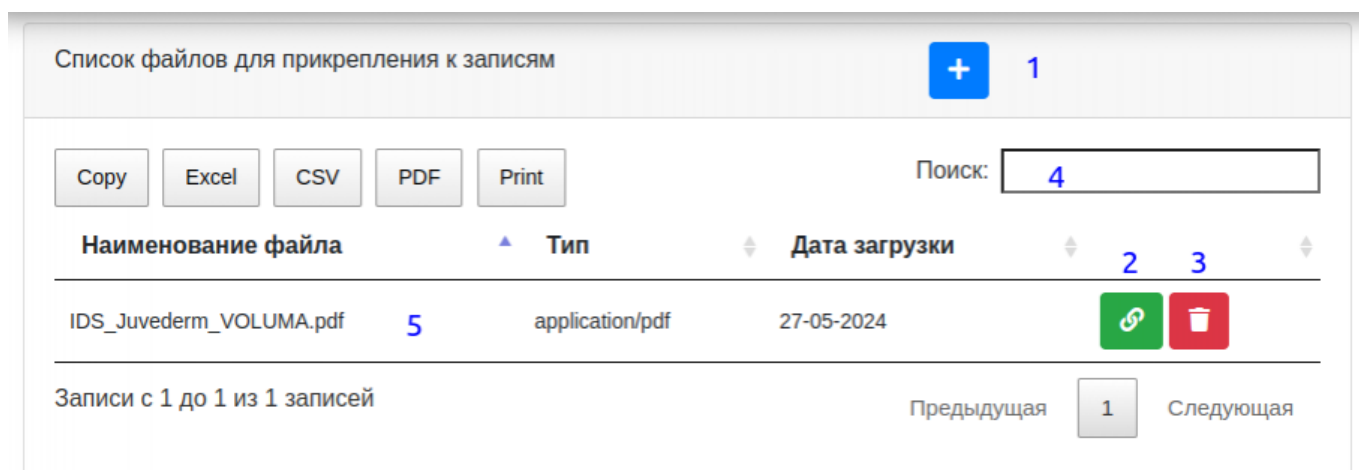 Список файлов для прикрепления к записям + 1
Copy Excel CSV PDF Print Поиск: 4
Наименование файла Тип Дата загрузки 2 3
IDS_Juvederm_VOLUMA.pdf 5 application/pdf 27-05-2024
Записи с 1 до 1 из 1 записей Предыдущая 1 Следующая